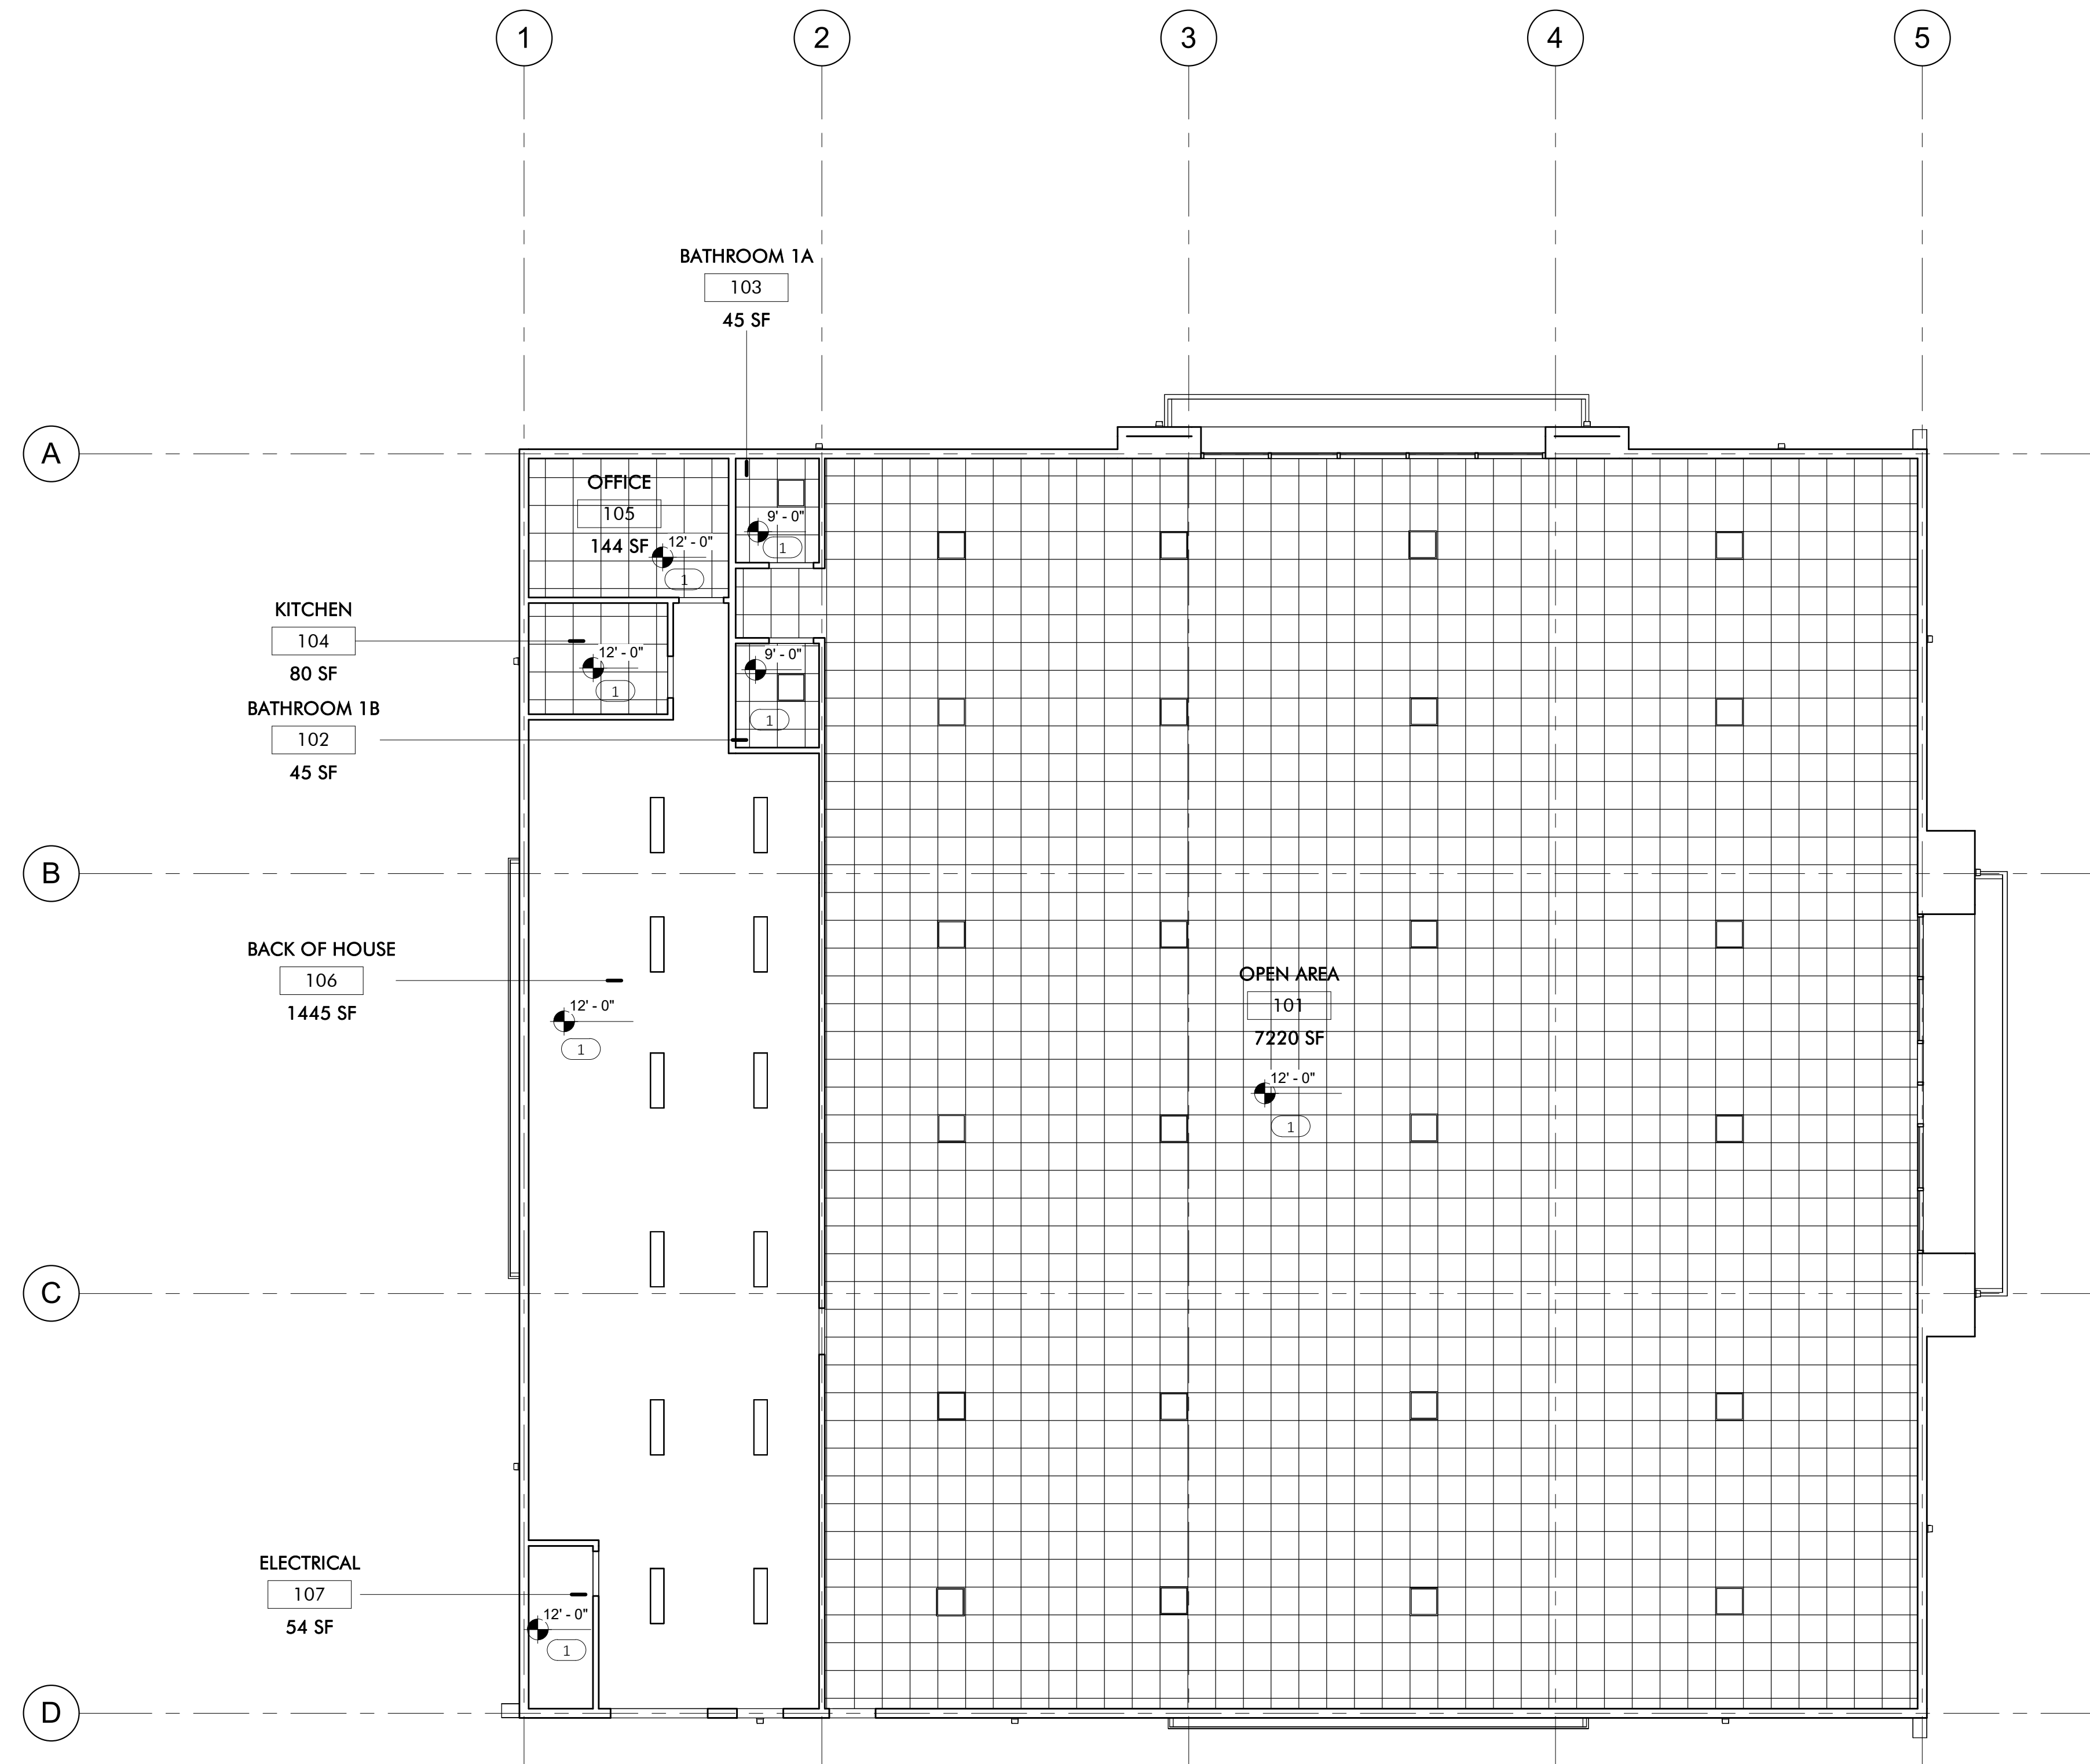 1
2
3
4
5
BATHROOM 1A
103
45 SF
A
OFFICE
105
144 SF
12' - 0"
1
9' - 0"
1
KITCHEN
104
80 SF
12' - 0"
1
BATHROOM 1B
102
45 SF
9' - 0"
1
B
BACK OF HOUSE
106
1445 SF
12' - 0"
1
OPEN AREA
101
7220 SF
12' - 0"
1
C
ELECTRICAL
107
54 SF
12' - 0"
1
D